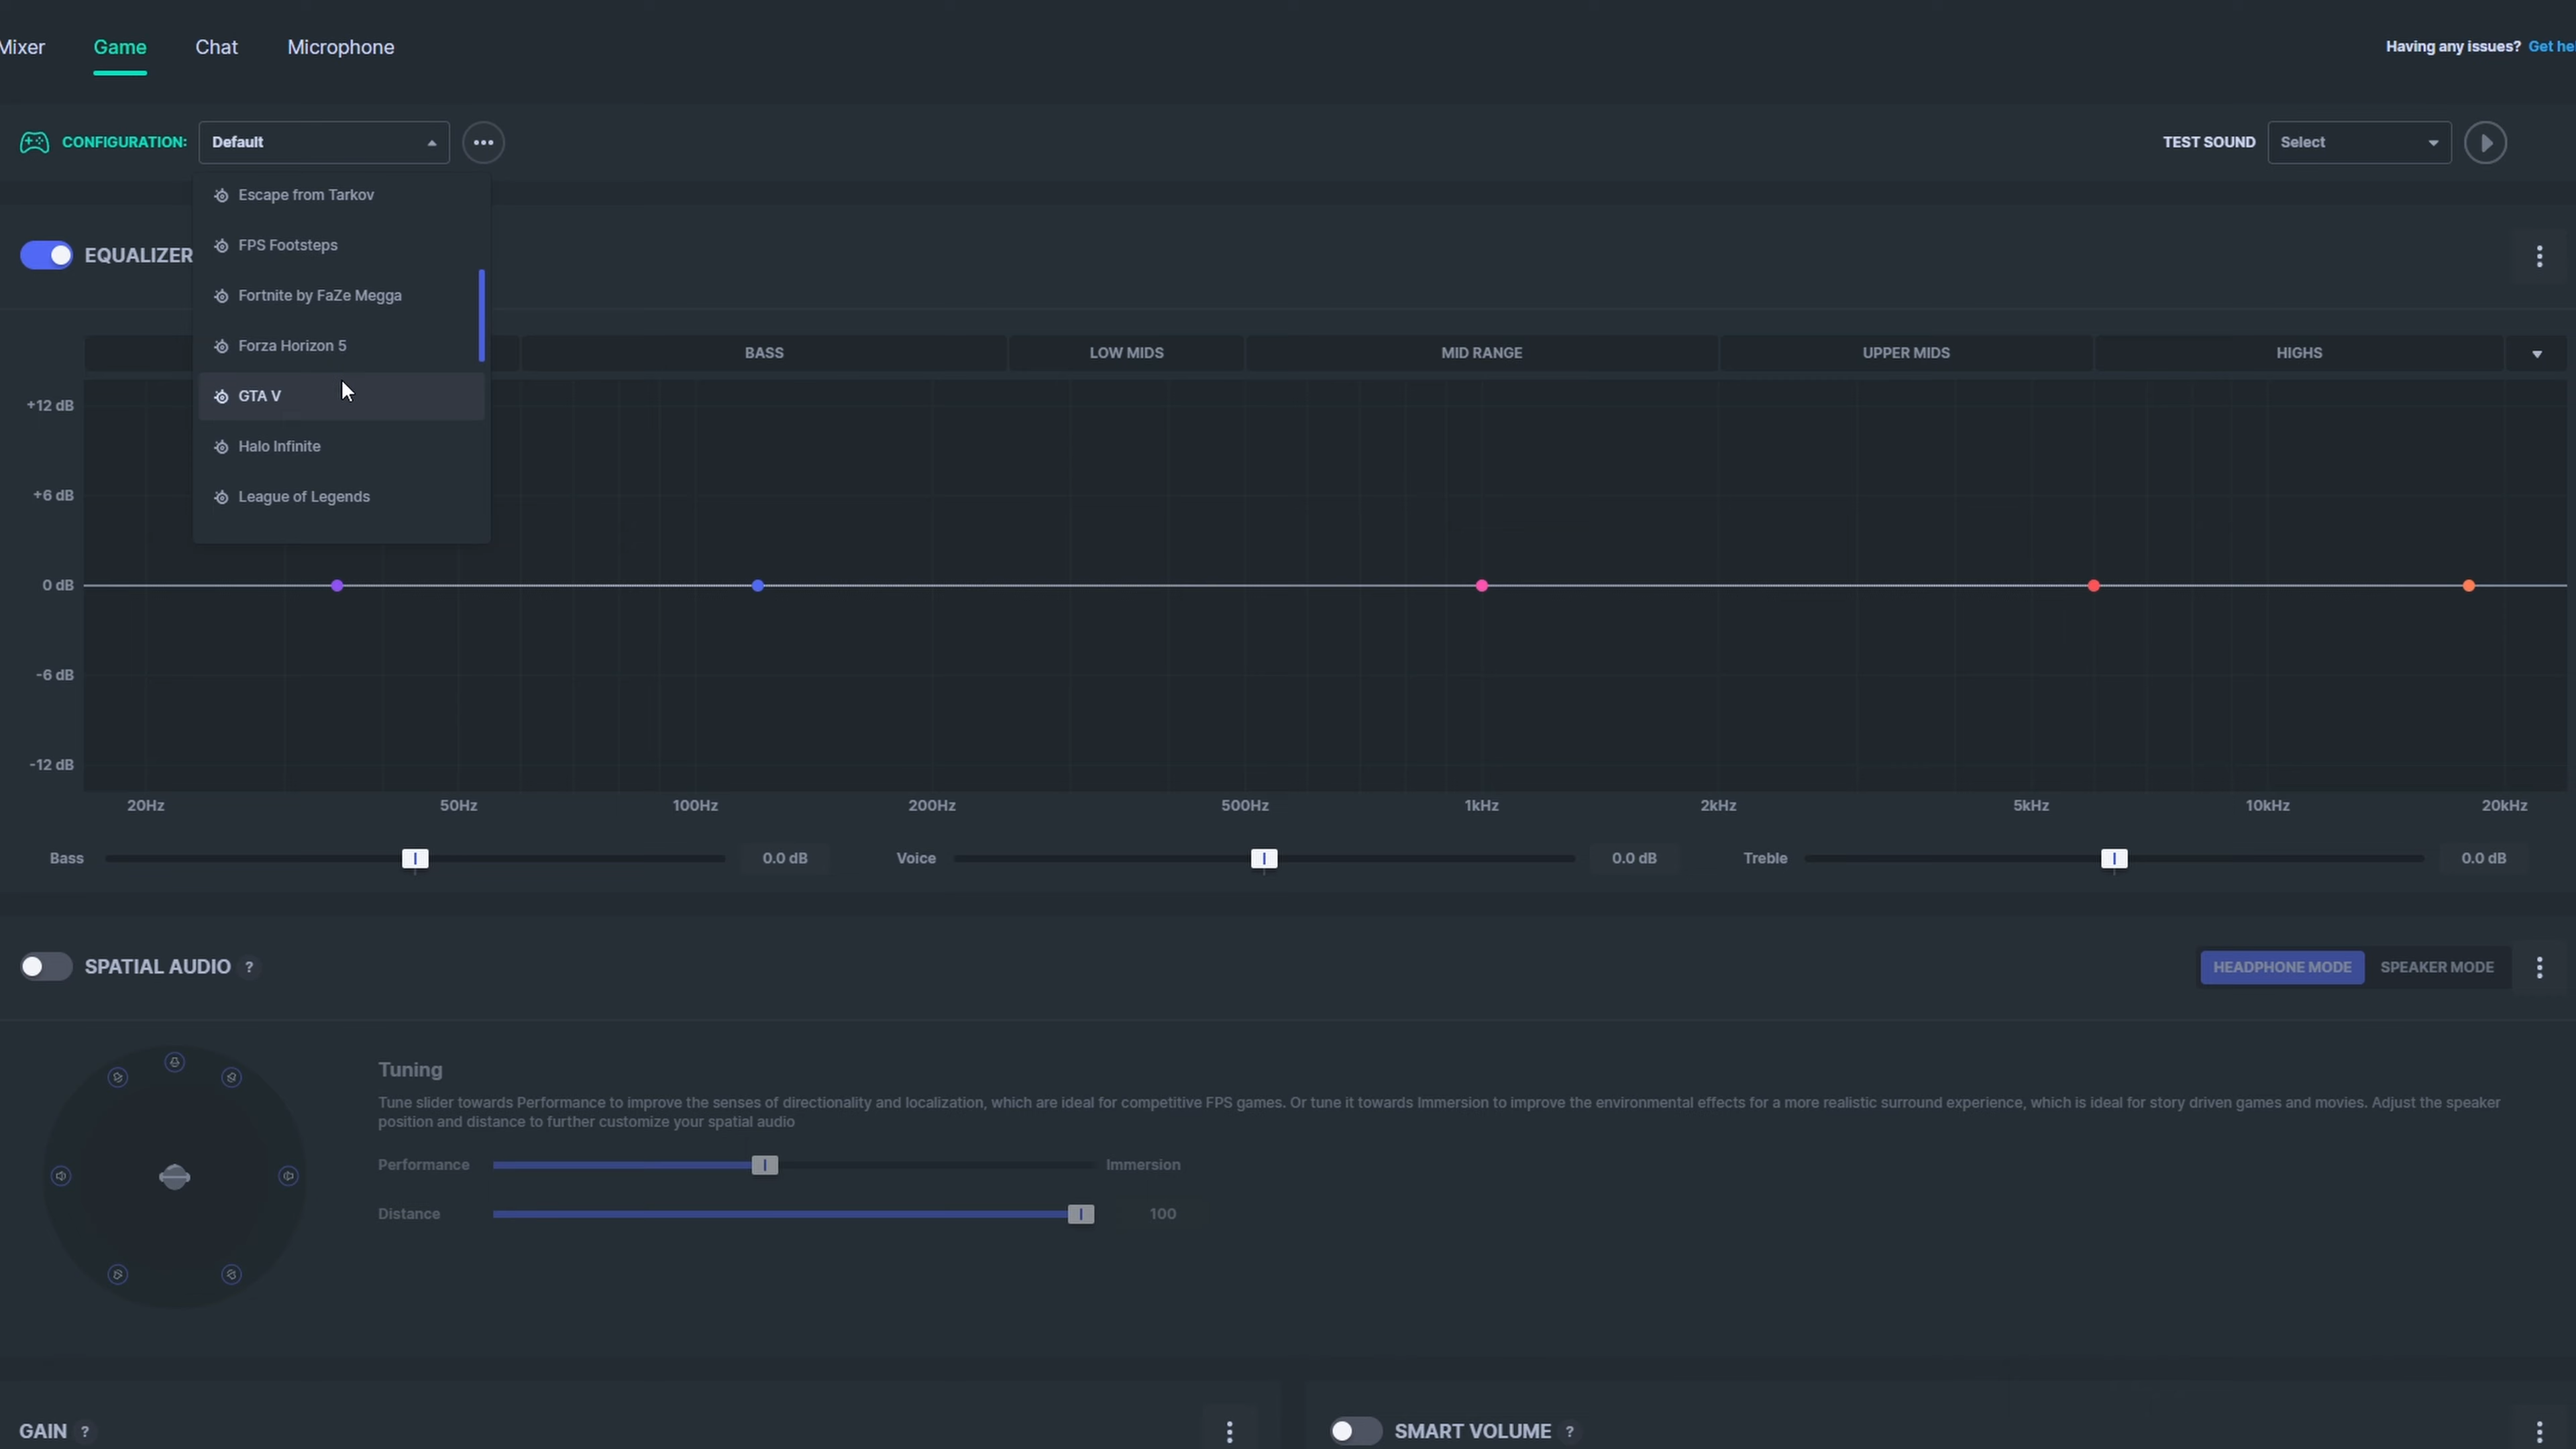 Mixer
Game
Chat
Microphone
Having any issues? Get he
CONFIGURATION:
Default
•••
TEST SOUND
Select
Escape from Tarkov
FPS Footsteps
Fortnite by FaZe Megga
Forza Horizon 5
GTA V
Halo Infinite
League of Legends
EQUALIZER
BASS
LOW MIDS
MID RANGE
UPPER MIDS
HIGHS
+12 dB
+6 dB
0 dB
-6 dB
-12 dB
20Hz
50Hz
100Hz
200Hz
500Hz
1kHz
2kHz
5kHz
10kHz
20kHz
Bass
0.0 dB
Voice
0.0 dB
Treble
0.0 dB
SPATIAL AUDIO ?
HEADPHONE MODE
SPEAKER MODE
Tuning
Tune slider towards Performance to improve the senses of directionality and localization, which are ideal for competitive FPS games. Or tune it towards Immersion to improve the environmental effects for a more realistic surround experience, which is ideal for story driven games and movies. Adjust the speaker
position and distance to further customize your spatial audio
Performance
Immersion
Distance
100
GAIN ?
SMART VOLUME ?